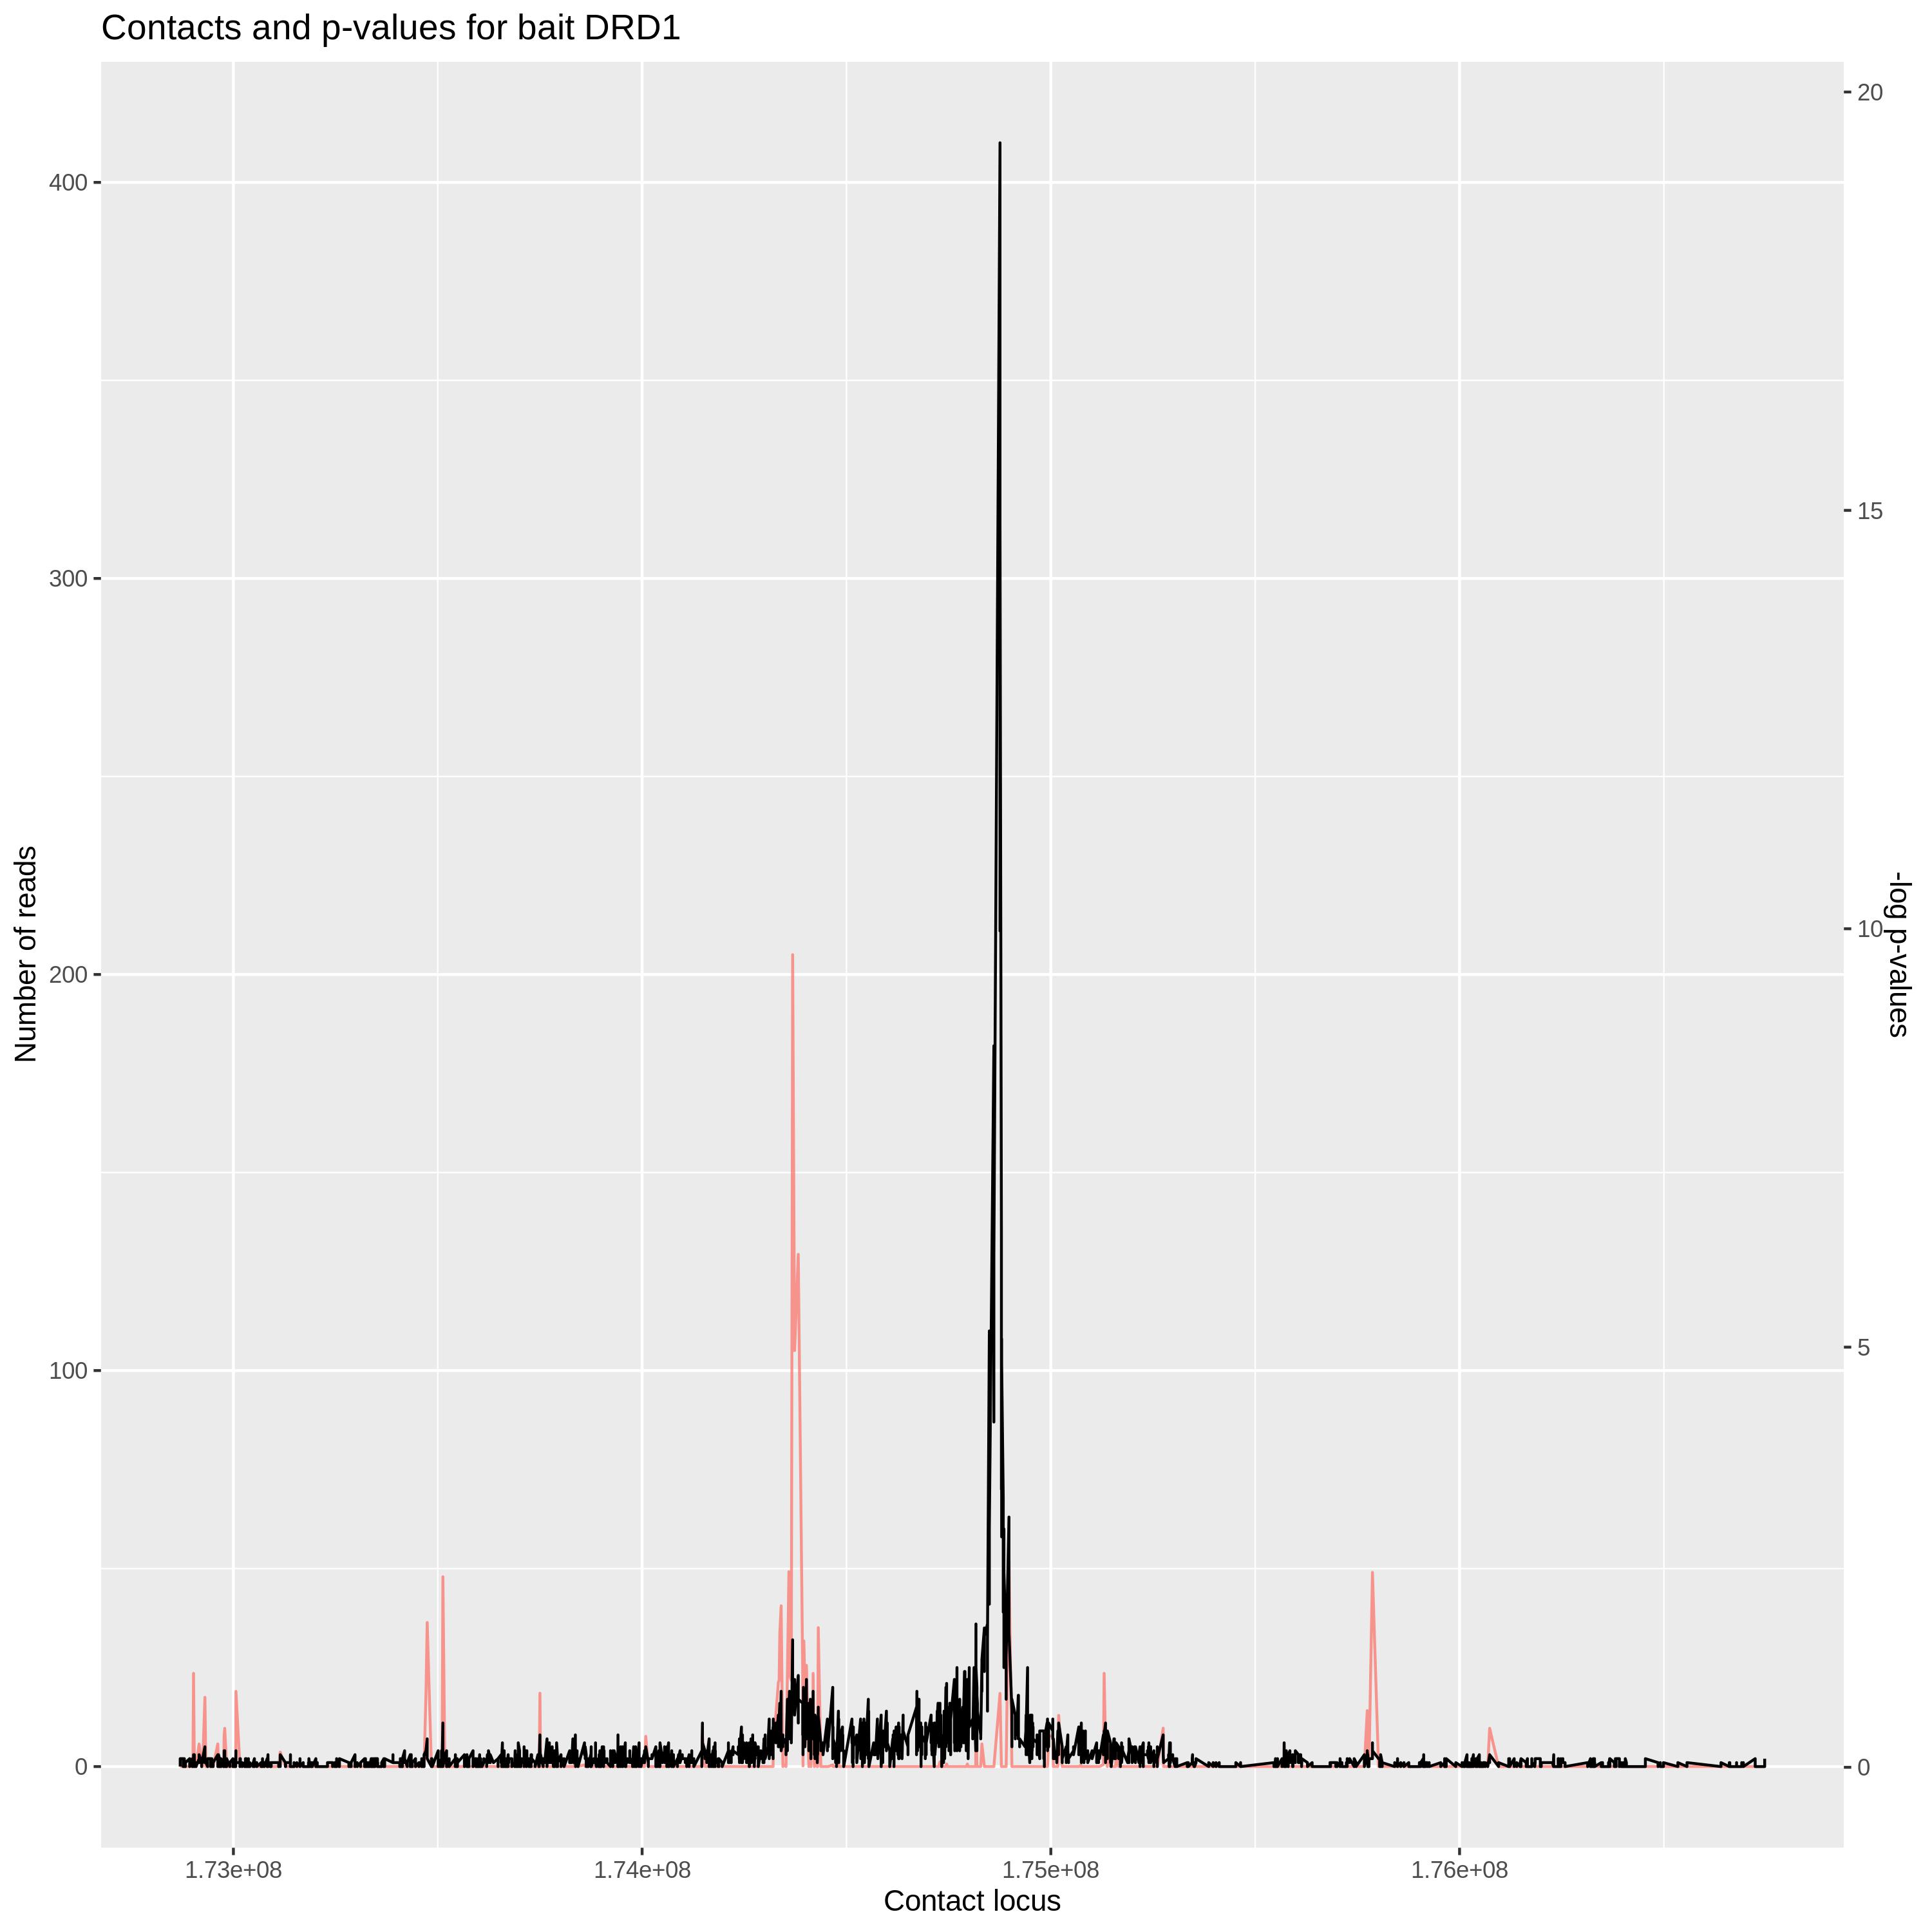 Contacts and p-values for bait DRD1
Number of reads
400
300
200
100
0
20
15
10
5
0
-log p-values
1.73e+08
1.74e+08
1.75e+08
1.76e+08
Contact locus